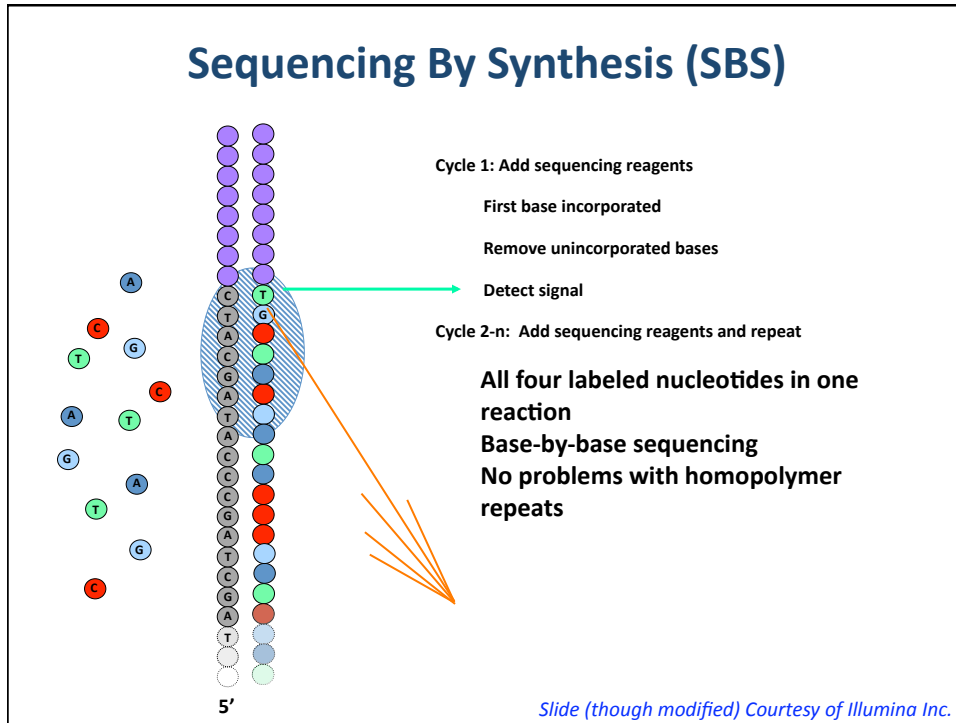 Sequencing By Synthesis (SBS)
Cycle 1: Add sequencing reagents
First base incorporated
Remove unincorporated bases
Detect signal
Cycle 2-n: Add sequencing reagents and repeat
All four labeled nucleotides in one
reaction
Base-by-base sequencing
No problems with homopolymer
repeats
A
C
G
T
C
A
T
G
A
T
G
C
C
T
A
C
G
A
T
A
C
C
C
G
A
T
C
G
A
T
T
G
5’
Slide (though modified) Courtesy of Illumina Inc.